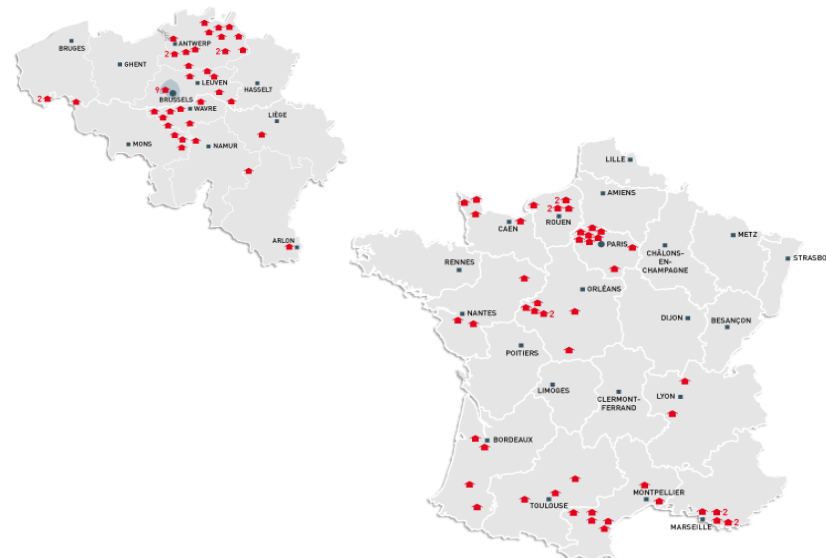 ANTWERP
2
2
BRUGES
GHENT
LEUVEN
HASSELT
9
BRUSSELS
2
WAVRE
LIÈGE
MONS
NAMUR
ARLON
LILLE
AMIENS
2
2
ROUEN
CAEN
PARIS
METZ
CHÂLONS-
EN-
CHAMPAGNE
STRASBO
RENNES
ORLÉANS
NANTES
2
DIJON
BESANÇON
POITIERS
LIMOGES
CLERMONT-
FERRAND
LYON
BORDEAUX
TOULOUSE
MONTPELLIER
MARSEILLE
2
2